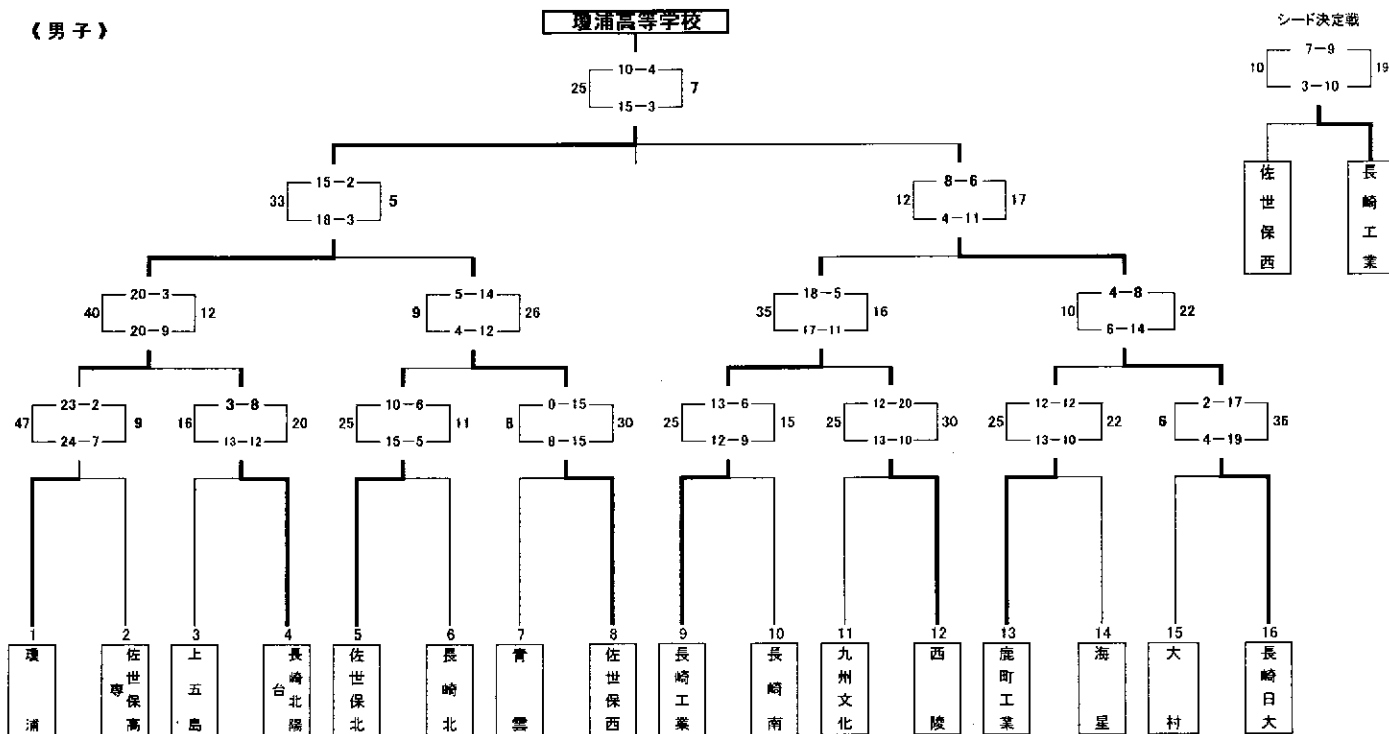 《男子》
瓊浦高等学校
シード決定戦
7－9
10 19
3－10
佐世保西
長崎工業
10－4
25 7
15－3
15－2
33 5
18－3
8－6
12 17
4－11
20－3
40 12
20－9
5－14
9 26
4－12
18－5
35 16
17－11
4－8
10 22
6－14
23－2
47 9
24－7
3－8
16 20
13－12
10－6
25 11
15－5
0－15
8 30
8－15
13－6
25 15
12－9
12－20
25 30
13－10
12－12
25 22
13－10
2－17
6 36
4－19
1 2 3 4 5 6 7 8 9 10 11 12 13 14 15 16
瓊浦
佐世保高専
上五島
長崎北陽台
佐世保北
長崎北
青雲
佐世保西
長崎工業
長崎南
九州文化
西陵
鹿町工業
海星
大村
長崎日大